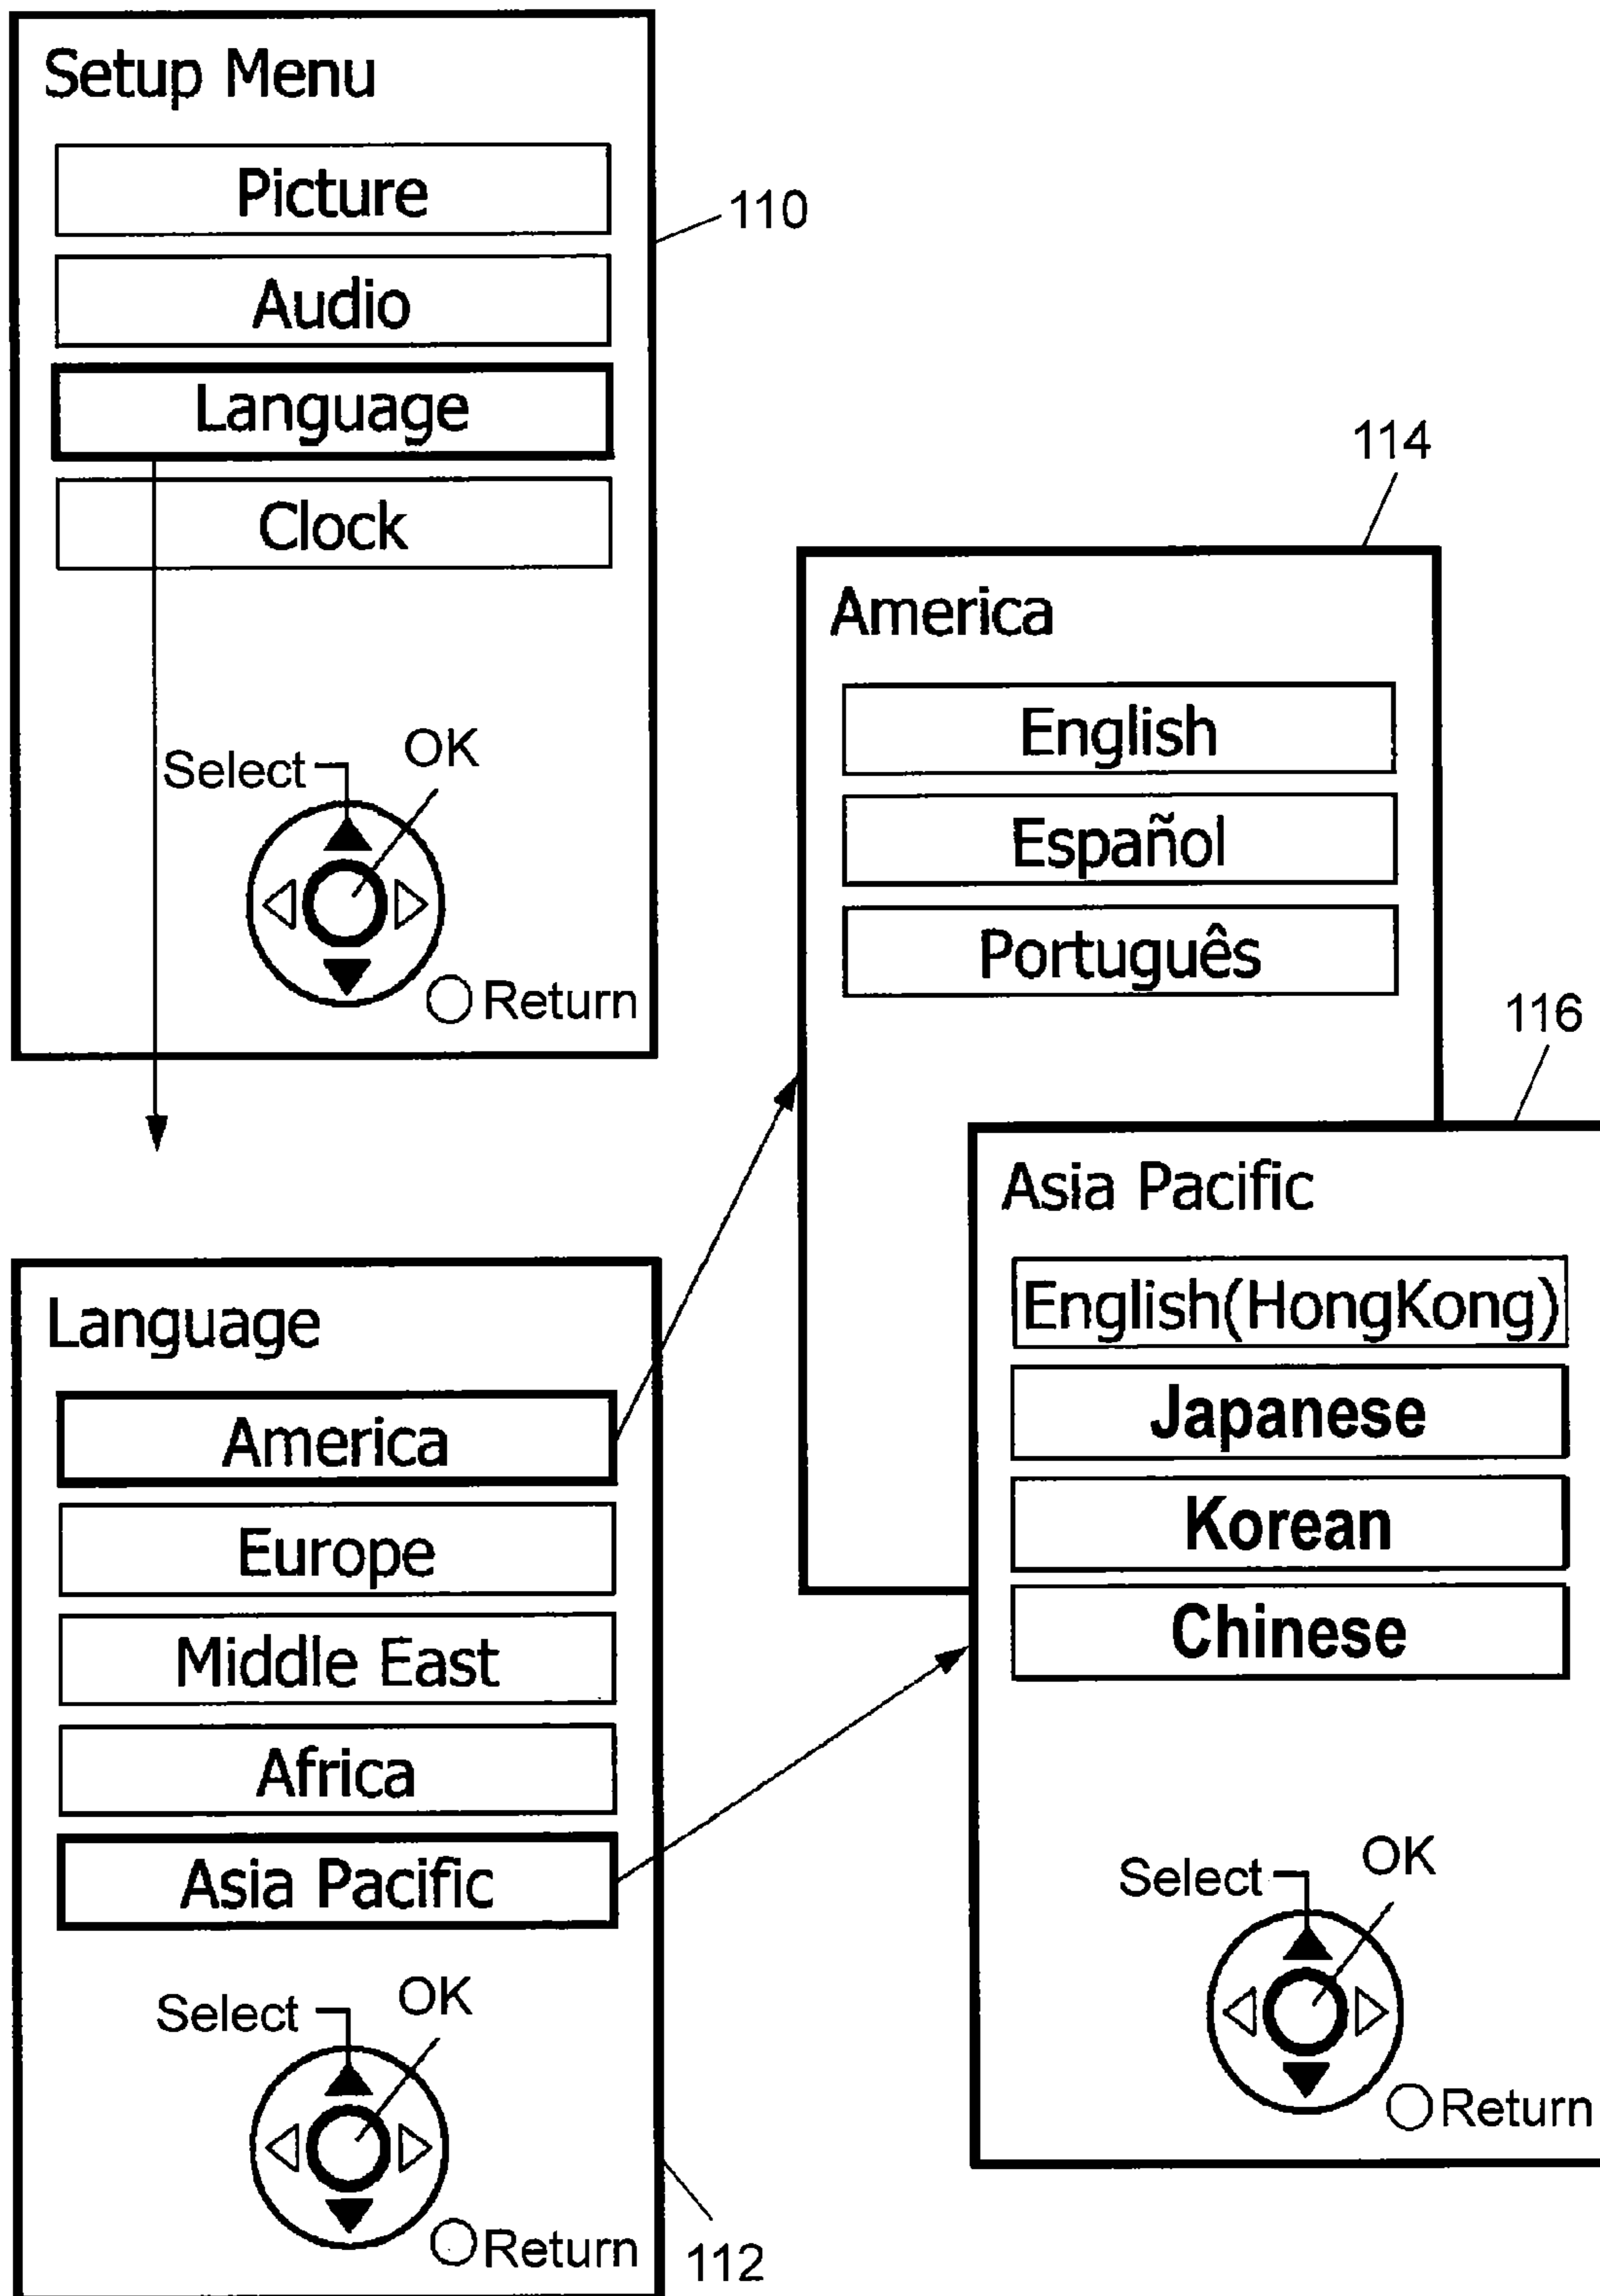 Setup Menu
Picture
Audio
Language
Clock
Select
OK
Return
110
Language
America
Europe
Middle East
Africa
Asia Pacific
Select
OK
Return
112
114
America
English
Español
Português
116
Asia Pacific
English(HongKong)
Japanese
Korean
Chinese
Select
OK
Return